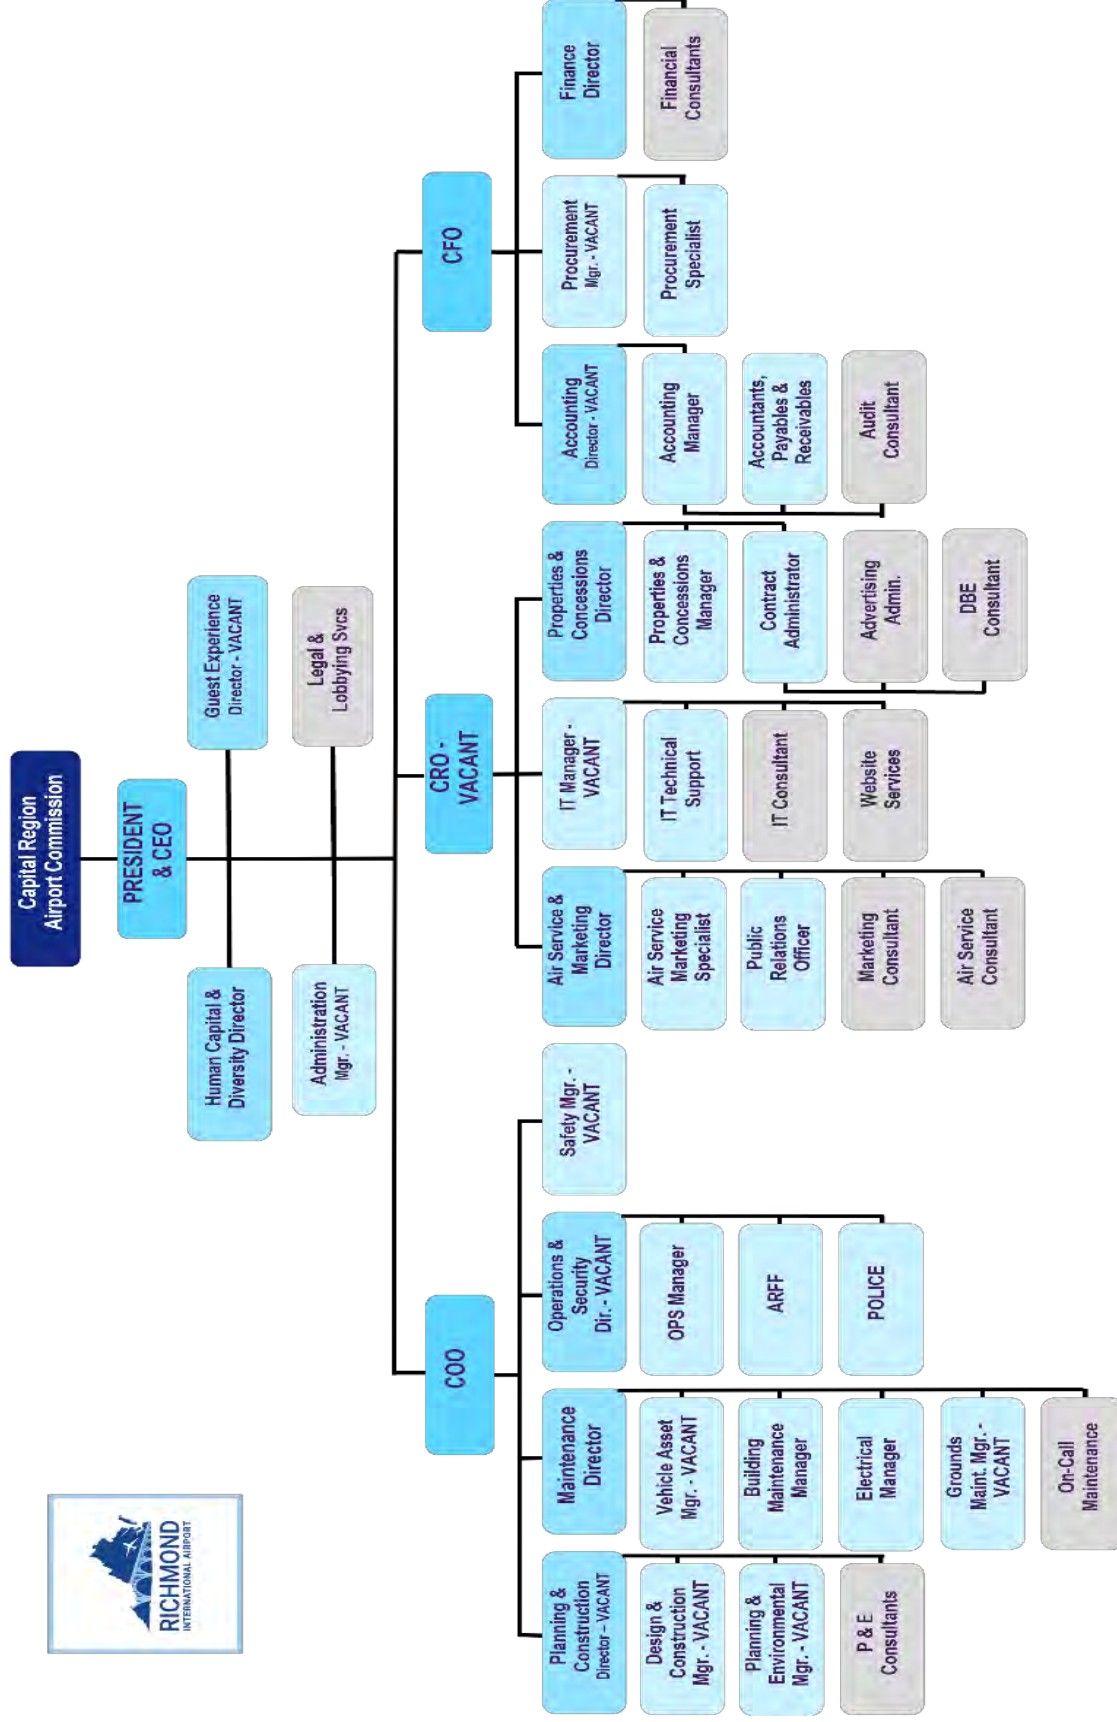 RICHMOND
INTERNATIONAL AIRPORT
Capital Region
Airport Commission
PRESIDENT
& CEO
Human Capital &
Diversity Director
Guest Experience
Director - VACANT
Administration
Mgr. - VACANT
Legal &
Lobbying Svcs
COO
CRO -
VACANT
CFO
Planning &
Construction
Director – VACANT
Design &
Construction
Mgr. - VACANT
Planning &
Environmental
Mgr. - VACANT
P & E
Consultants
Maintenance
Director
Vehicle Asset
Mgr. - VACANT
Building
Maintenance
Manager
Electrical
Manager
Grounds
Maint. Mgr. -
VACANT
On-Call
Maintenance
Operations &
Security
Dir. - VACANT
OPS Manager
ARFF
POLICE
Safety Mgr. -
VACANT
Air Service &
Marketing
Director
Air Service
Marketing
Specialist
Public
Relations
Officer
Marketing
Consultant
Air Service
Consultant
IT Manager -
VACANT
IT Technical
Support
IT Consultant
Website
Services
Properties &
Concessions
Director
Properties &
Concessions
Manager
Contract
Administrator
Advertising
Admin.
DBE
Consultant
Accounting
Director - VACANT
Accounting
Manager
Accountants,
Payables &
Receivables
Audit
Consultant
Procurement
Mgr. - VACANT
Procurement
Specialist
Finance
Director
Financial
Consultants